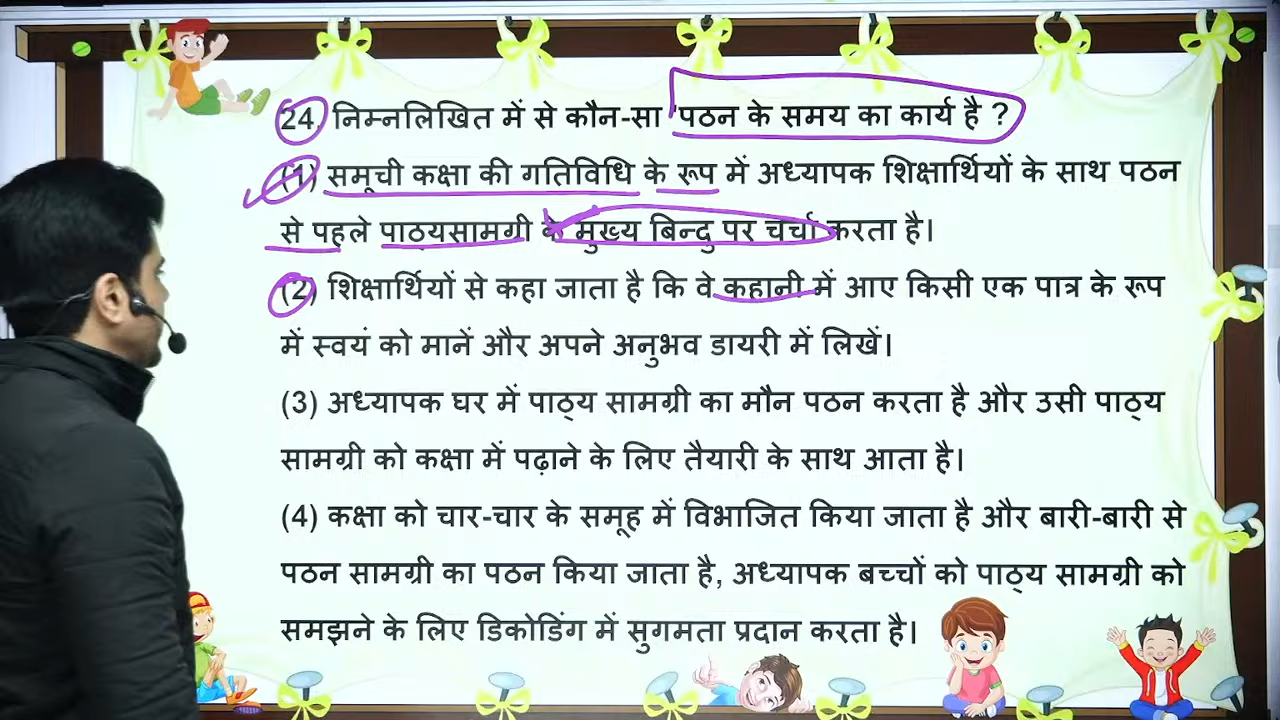 24. निम्नलिखित में से कौन-सा 'पठन के समय का कार्य है ?
(1) समूची कक्षा की गतिविधि के रूप में अध्यापक शिक्षार्थियों के साथ पठन
से पहले पाठ्यसामगी के मुख्य बिन्दु पर चर्चा करता है।
(2) शिक्षार्थियों से कहा जाता है कि वे कहानी में आए किसी एक पात्र के रूप
में स्वयं को मानें और अपने अनुभव डायरी में लिखें।
(3) अध्यापक घर में पाठ्य सामग्री का मौन पठन करता है और उसी पाठ्य
सामग्री को कक्षा में पढ़ाने के लिए तैयारी के साथ आता है।
(4) कक्षा को चार-चार के समूह में विभाजित किया जाता है और बारी-बारी से
पठन सामग्री का पठन किया जाता है, अध्यापक बच्चों को पाठ्य सामग्री को
समझने के लिए डिकोडिंग में सुगमता प्रदान करता है।